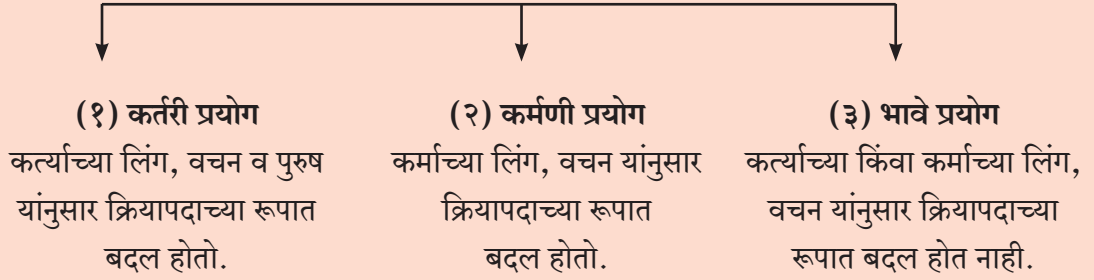 (१) कर्तरी प्रयोग
कर्त्याच्या लिंग, वचन व पुरुष
यांनुसार क्रियापदाच्या रूपात
बदल होतो.
(२) कर्मणी प्रयोग
कर्माच्या लिंग, वचन यांनुसार
क्रियापदाच्या रूपात
बदल होतो.
(३) भावे प्रयोग
कर्त्याच्या किंवा कर्माच्या लिंग,
वचन यांनुसार क्रियापदाच्या
रूपात बदल होत नाही.